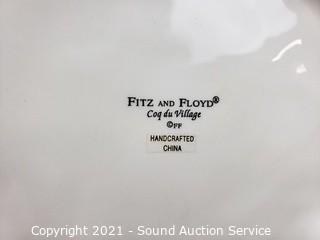 FITZ AND FLOYD®
Coq du Village
©FF
HANDCRAFTED
CHINA
Copyright 2021 - Sound Auction Service